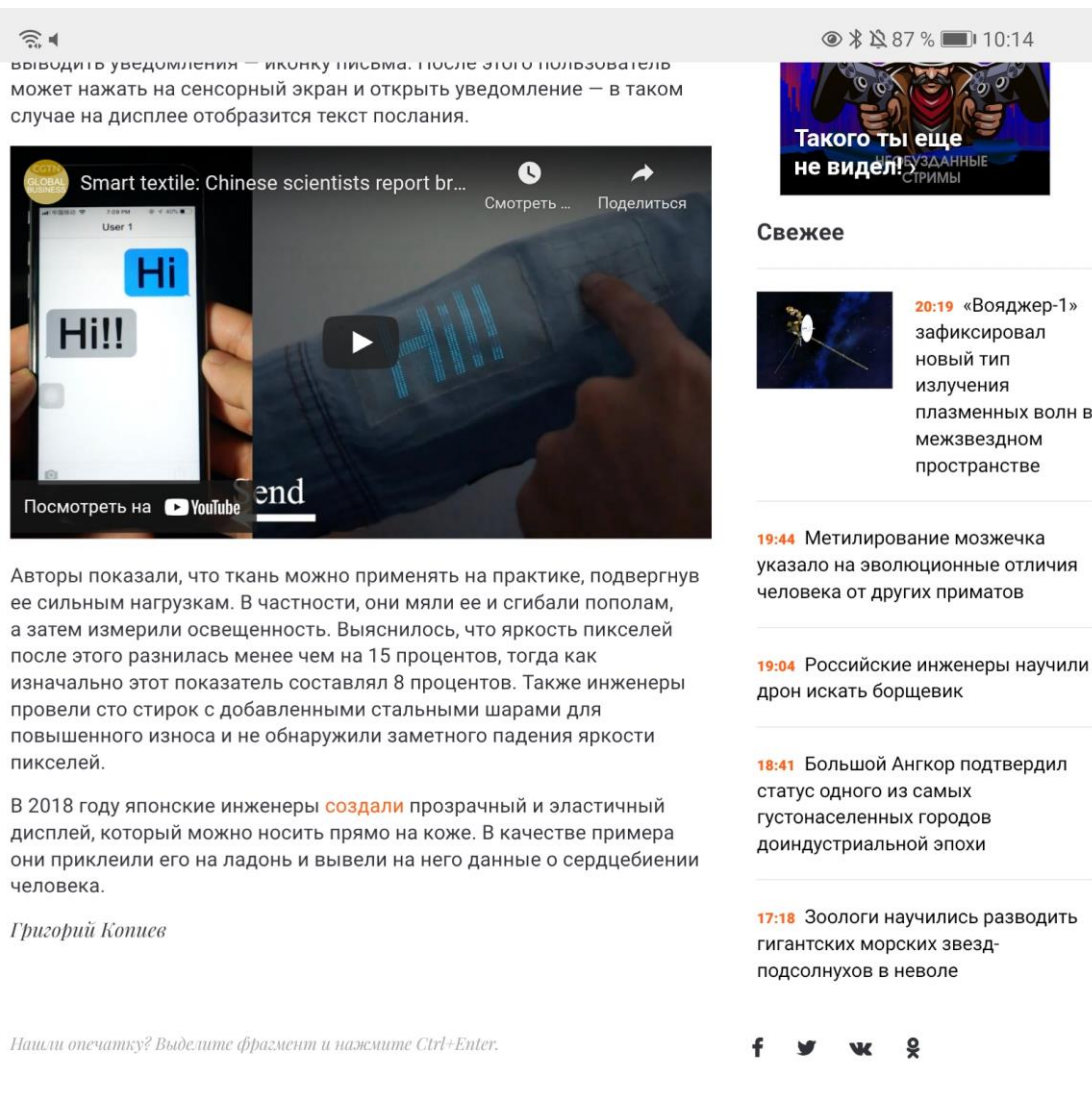 87 % 10:14
выводить уведомления — иконку письма. После этого пользователь
может нажать на сенсорный экран и открыть уведомление — в таком
случае на дисплее отобразится текст послания.
CGTN
GLOBAL
BUSINESS
Smart textile: Chinese scientists report br...
Смотреть ...
Поделиться
7:09 PM
40%
User 1
Hi
Hi!!
Hi!!
Send
Посмотреть на YouTube
Авторы показали, что ткань можно применять на практике, подвергнув
ее сильным нагрузкам. В частности, они мяли ее и сгибали пополам,
а затем измерили освещенность. Выяснилось, что яркость пикселей
после этого разнилась менее чем на 15 процентов, тогда как
изначально этот показатель составлял 8 процентов. Также инженеры
провели сто стирок с добавленными стальными шарами для
повышенного износа и не обнаружили заметного падения яркости
пикселей.
В 2018 году японские инженеры создали прозрачный и эластичный
дисплей, который можно носить прямо на коже. В качестве примера
они приклеили его на ладонь и вывели на него данные о сердцебиении
человека.
Григорий Копиев
Нашли опечатку? Выделите фрагмент и нажмите Ctrl+Enter.
Такого ты еще
не видел!
НЕОБУЗДАННЫЕ
СТРИМЫ
Свежее
20:19 «Вояджер-1»
зафиксировал
новый тип
излучения
плазменных волн в
межзвездном
пространстве
19:44 Метилирование мозжечка
указало на эволюционные отличия
человека от других приматов
19:04 Российские инженеры научили
дрон искать борщевик
18:41 Большой Ангкор подтвердил
статус одного из самых
густонаселенных городов
доиндустриальной эпохи
17:18 Зоологи научились разводить
гигантских морских звезд-
подсолнухов в неволе